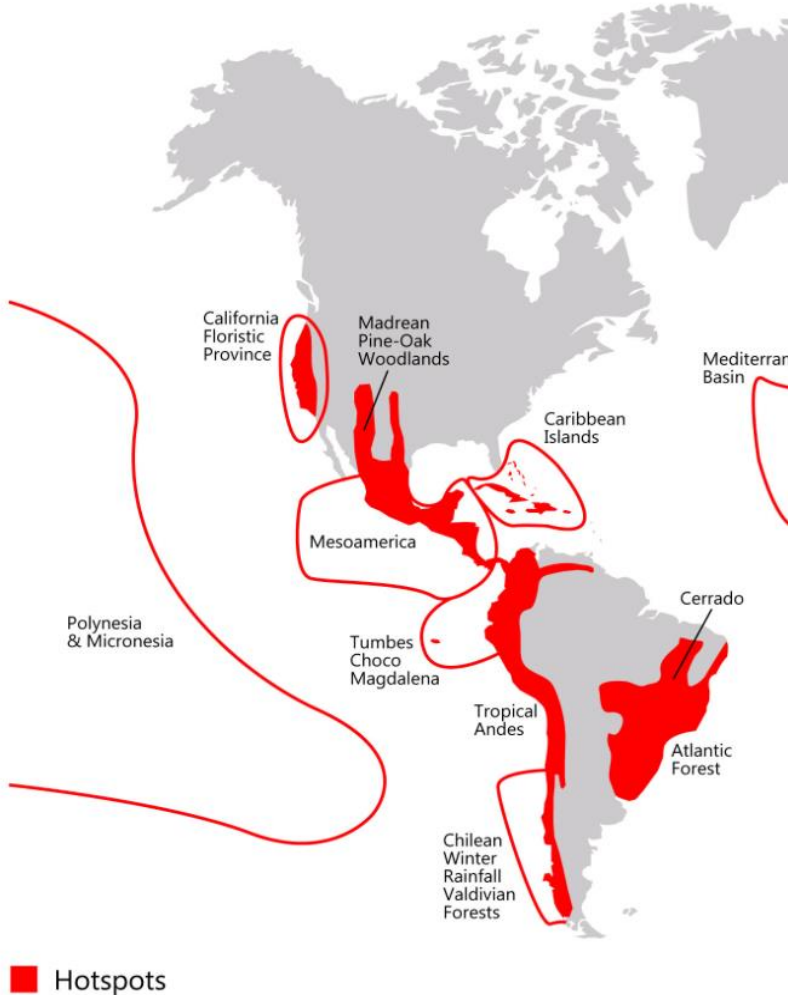 California
Floristic
Province
Madrean
Pine-Oak
Woodlands
Mediterran
Basin
Caribbean
Islands
Mesoamerica
Cerrado
Polynesia
& Micronesia
Tumbes
Choco
Magdalena
Tropical
Andes
Atlantic
Forest
Chilean
Winter
Rainfall
Valdivian
Forests
Hotspots